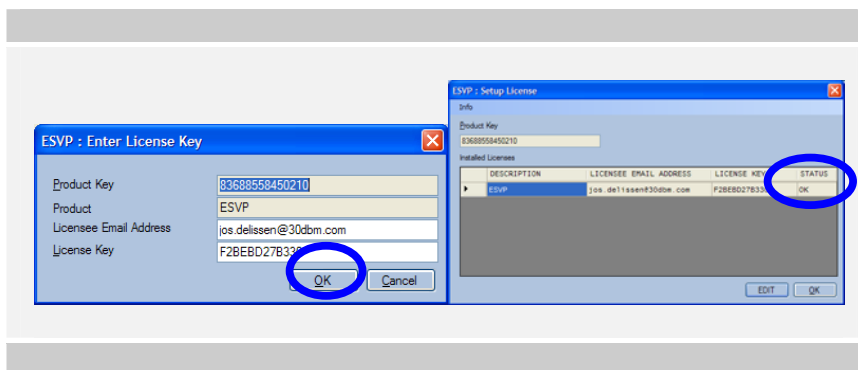 ESVP : Enter License Key
Product Key 83688558450210
Product ESVP
Licensee Email Address jos.delissen@30dbm.com
License Key F2BEBD27B33
OK Cancel
ESVP : Setup License
Info
Product Key
83688558450210
Installed Licenses
DESCRIPTION LICENSEE EMAIL ADDRESS LICENSE KEY STATUS
ESVP jos.delissen@30dbm.com F2BEBD27B33 OK
EDIT OK